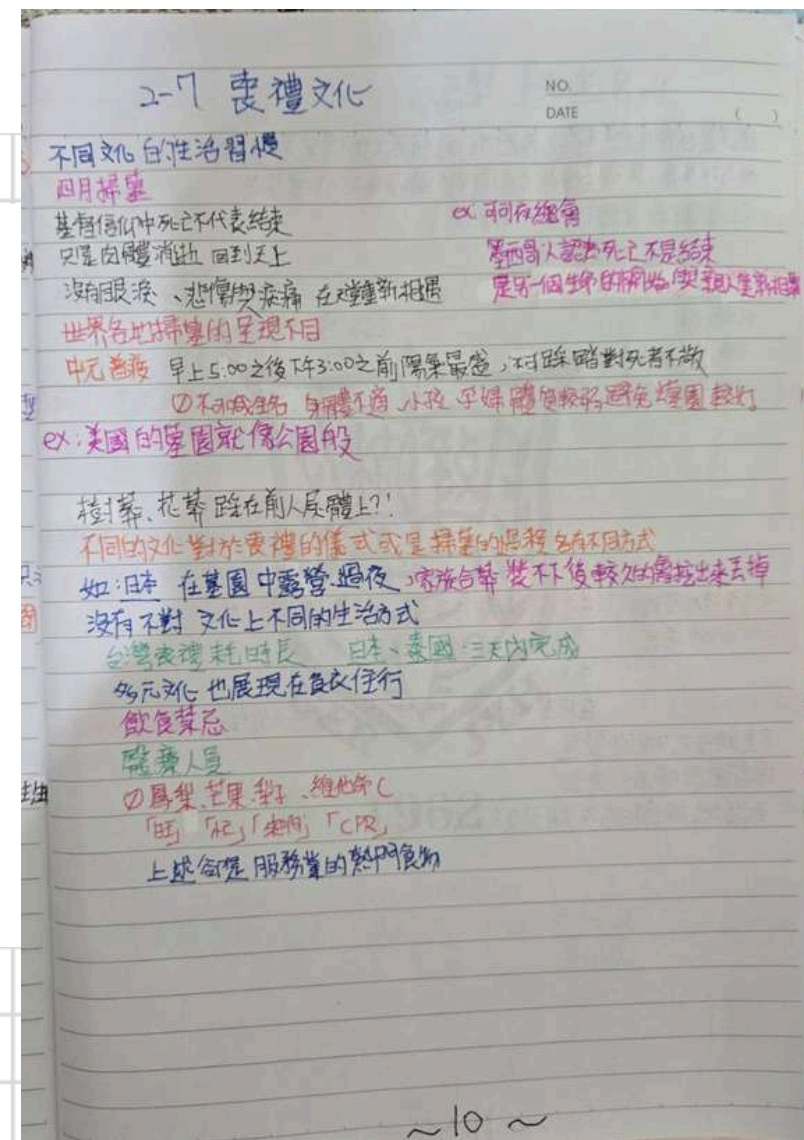 2-7 喪禮文化
NO.
DATE ( )
不同文化的生活習慣
四月掃墓
基督信仰中死亡不代表結束
ex. 可可夜總會
只是肉體消逝 回到天上
墨西哥人認為死亡不是結束
沒有眼淚、悲傷與疾痛 在天堂重新相遇
是另一個生命的開始,與親人重新相聚
世界各地掃墓的呈現不同
中元普渡 早上5:00之後下午3:00之前陽氣最盛,不可踩踏對死者不敬
∅不可喊全名 身體不適 小孩 孕婦 體質較弱 避免墓園較好
ex:美國的墓園就像公園般
樹葬、花葬 踩在前人屍體上?!
不同的文化對於喪禮的儀式或是掃墓的過程各有不同方式
如:日本 在墓園中露營過夜,家族合葬 裝不下後較久的會挖出來丟掉
沒有不對 文化上不同的生活方式
台灣喪禮耗時長 日本、泰國:三天內完成
多元文化也展現在食衣住行
飲食禁忌
醫療人員
∅鳳梨、芒果、梨子、維他命C
「旺」「忙」 「CPR」
上述都是服務業的熱門食物
~10~